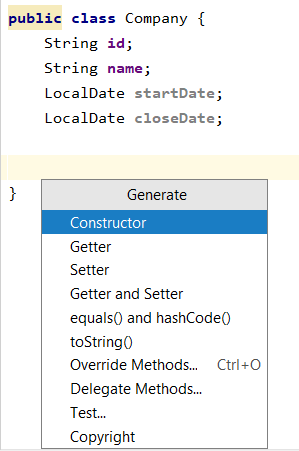 public class Company {
String id;
String name;
LocalDate startDate;
LocalDate closeDate;
}
Generate
Constructor
Getter
Setter
Getter and Setter
equals() and hashCode()
toString()
Override Methods... Ctrl+O
Delegate Methods...
Test...
Copyright